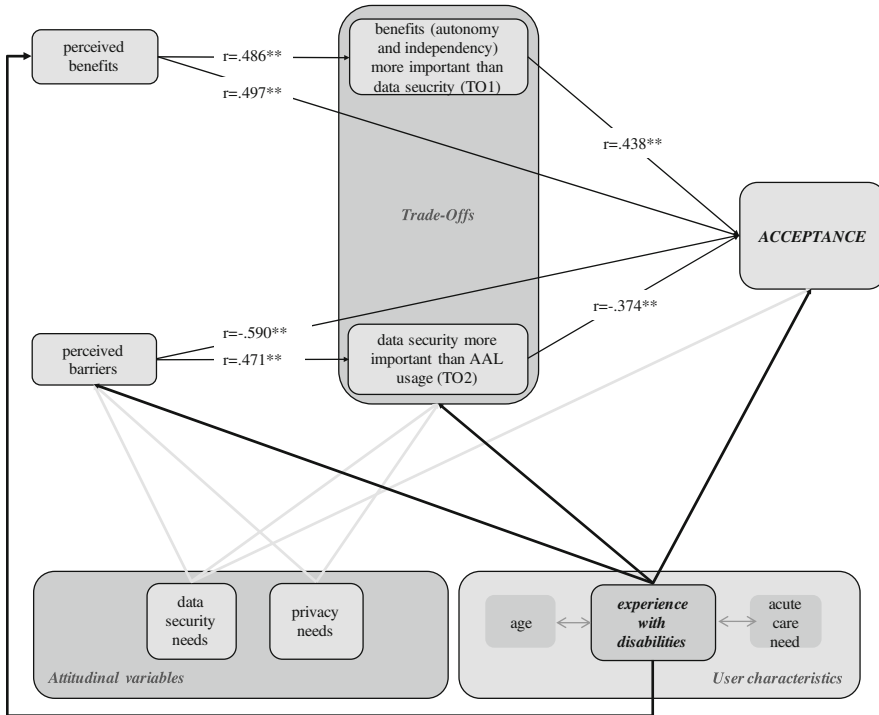 perceived
benefits
r=.486**
r=.497**
benefits (autonomy
and independency)
more important than
data seucrity (TO1)
r=.438**
Trade-Offs
ACCEPTANCE
r=-.590**
r=.471**
r=-.374**
perceived
barriers
data security more
important than AAL
usage (TO2)
data
security
needs
privacy
needs
Attitudinal variables
age
experience
with
disabilities
acute
care
need
User characteristics